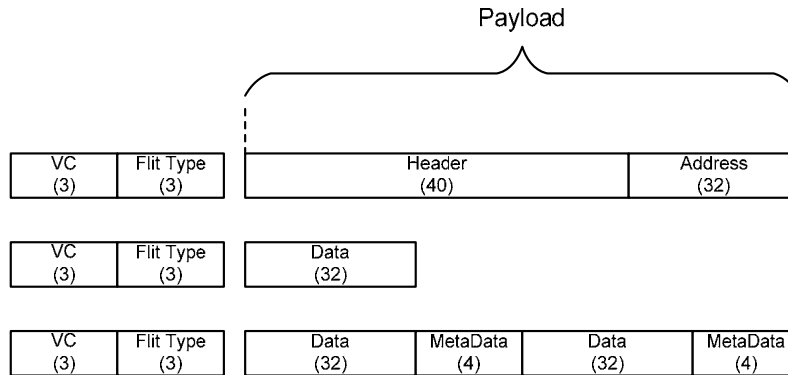 Payload
VC Flit Type Header Address
(3) (3) (40) (32)
VC Flit Type Data
(3) (3) (32)
VC Flit Type Data MetaData Data MetaData
(3) (3) (32) (4) (32) (4)